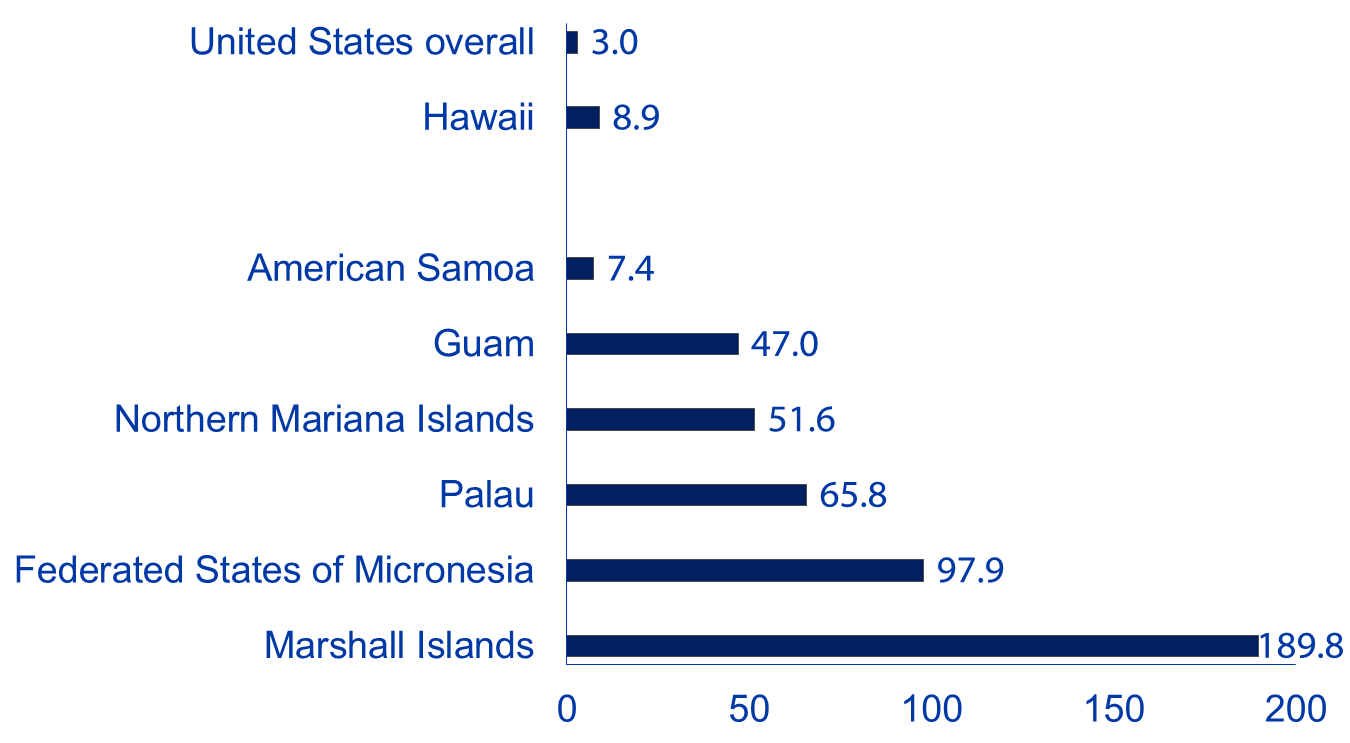 United States overall 3.0
Hawaii 8.9
American Samoa 7.4
Guam 47.0
Northern Mariana Islands 51.6
Palau 65.8
Federated States of Micronesia 97.9
Marshall Islands 189.8
0 50 100 150 200